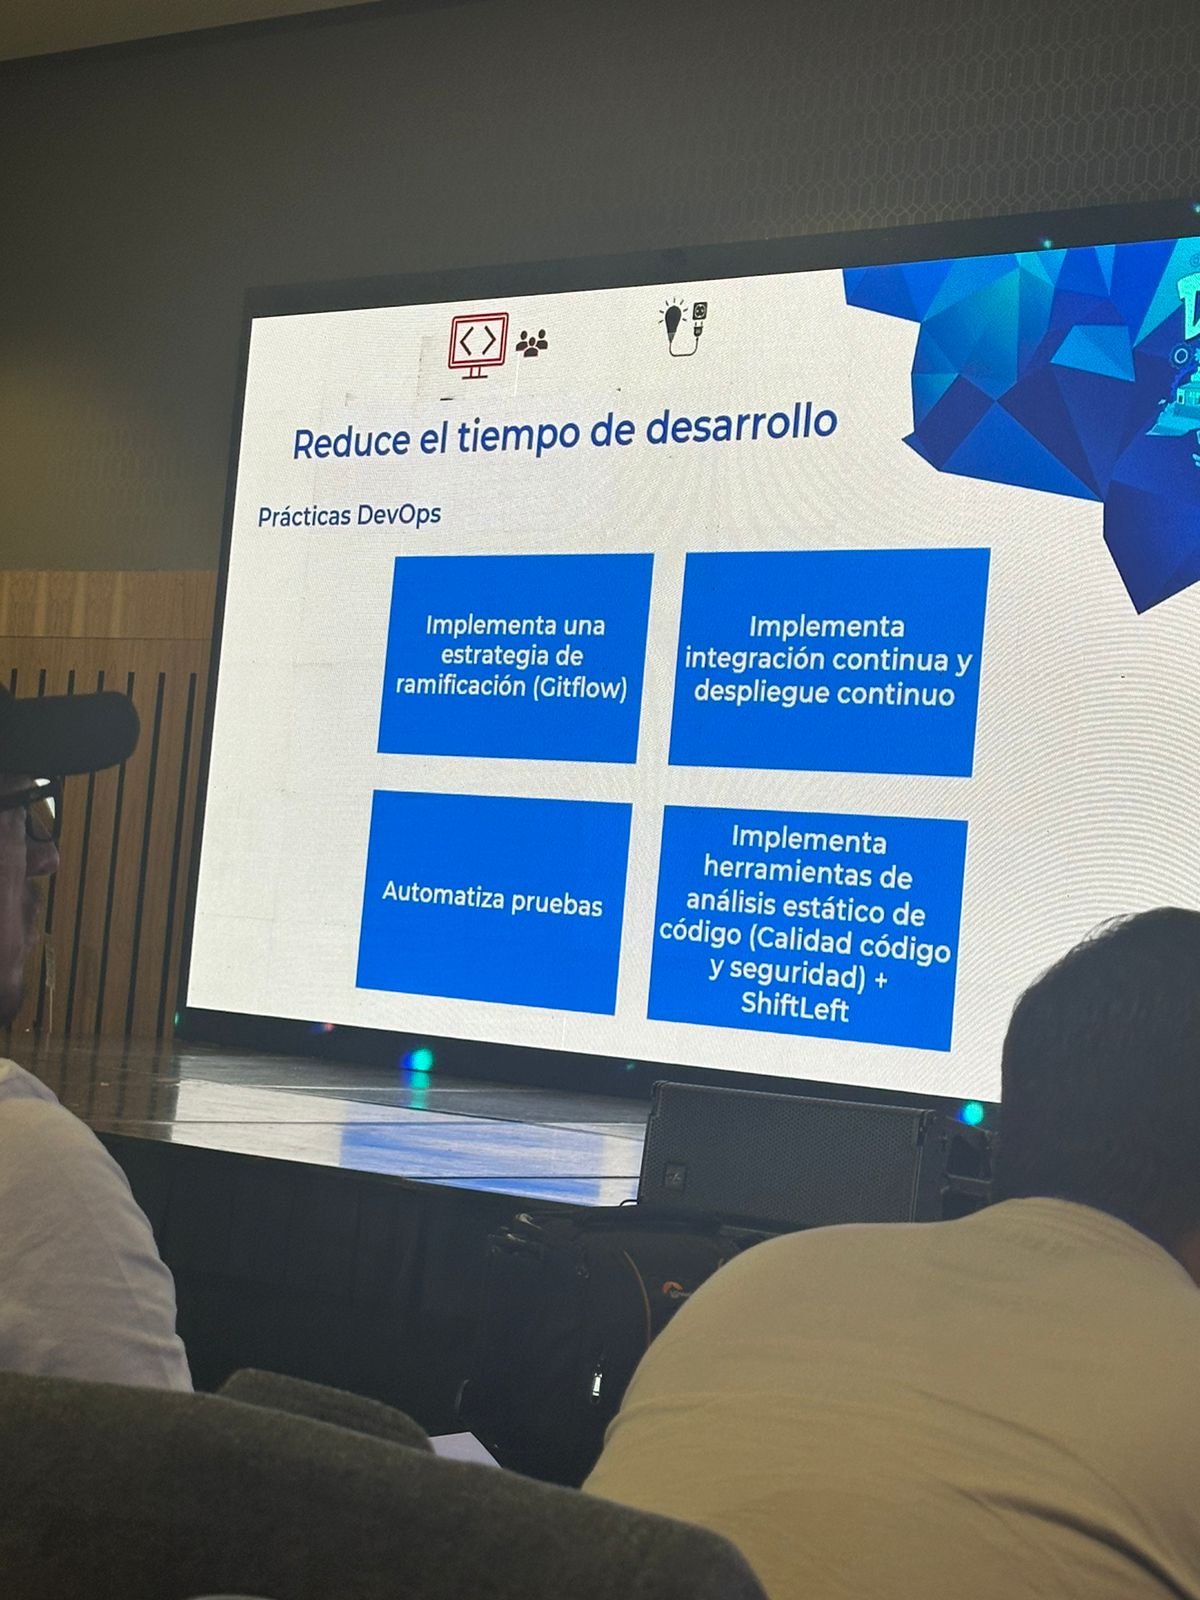 Reduce el tiempo de desarrollo
Prácticas DevOps
Implementa una
estrategia de
ramificación (Gitflow)
Implementa
integración continua y
despliegue continuo
Automatiza pruebas
Implementa
herramientas de
análisis estático de
código (Calidad código
y seguridad) +
ShiftLeft